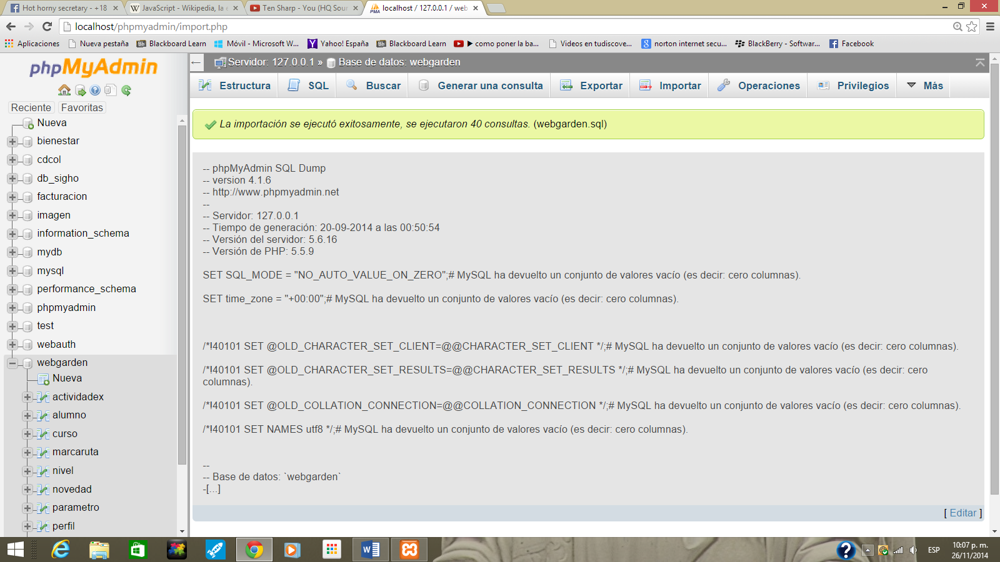 Hot horny secretary - +18
JavaScript - Wikipedia, la e
Ten Sharp - You (HQ Soun
localhost / 127.0.0.1 / web
localhost/phpmyadmin/import.php
Aplicaciones
Nueva pestaña
Blackboard Learn
Móvil - Microsoft W...
Yahoo! España
Blackboard Learn
▶ como poner la ba...
Videos en tudiscove...
norton internet secu...
BlackBerry - Softwar...
Facebook
phpMyAdmin
Reciente
Favoritas
Nueva
bienestar
cdcol
db_sigho
facturacion
imagen
information_schema
mydb
mysql
performance_schema
phpmyadmin
test
webauth
webgarden
Nueva
actividadex
alumno
curso
marcaruta
nivel
novedad
parametro
perfil
Servidor: 127.0.0.1 » Base de datos: webgarden
Estructura
SQL
Buscar
Generar una consulta
Exportar
Importar
Operaciones
Privilegios
Más
La importación se ejecutó exitosamente, se ejecutaron 40 consultas. (webgarden.sql)
-- phpMyAdmin SQL Dump
-- version 4.1.6
-- http://www.phpmyadmin.net
--
-- Servidor: 127.0.0.1
-- Tiempo de generación: 20-09-2014 a las 00:50:54
-- Versión del servidor: 5.6.16
-- Versión de PHP: 5.5.9
SET SQL_MODE = "NO_AUTO_VALUE_ON_ZERO";# MySQL ha devuelto un conjunto de valores vacío (es decir: cero columnas).
SET time_zone = "+00:00";# MySQL ha devuelto un conjunto de valores vacío (es decir: cero columnas).
/*!40101 SET @OLD_CHARACTER_SET_CLIENT=@@CHARACTER_SET_CLIENT */;# MySQL ha devuelto un conjunto de valores vacío (es decir: cero columnas).
/*!40101 SET @OLD_CHARACTER_SET_RESULTS=@@CHARACTER_SET_RESULTS */;# MySQL ha devuelto un conjunto de valores vacío (es decir: cero
columnas).
/*!40101 SET @OLD_COLLATION_CONNECTION=@@COLLATION_CONNECTION */;# MySQL ha devuelto un conjunto de valores vacío (es decir: cero columnas).
/*!40101 SET NAMES utf8 */;# MySQL ha devuelto un conjunto de valores vacío (es decir: cero columnas).
--
-- Base de datos: `webgarden`
-[...]
[ Editar ]
ESP
10:07 p. m.
26/11/2014